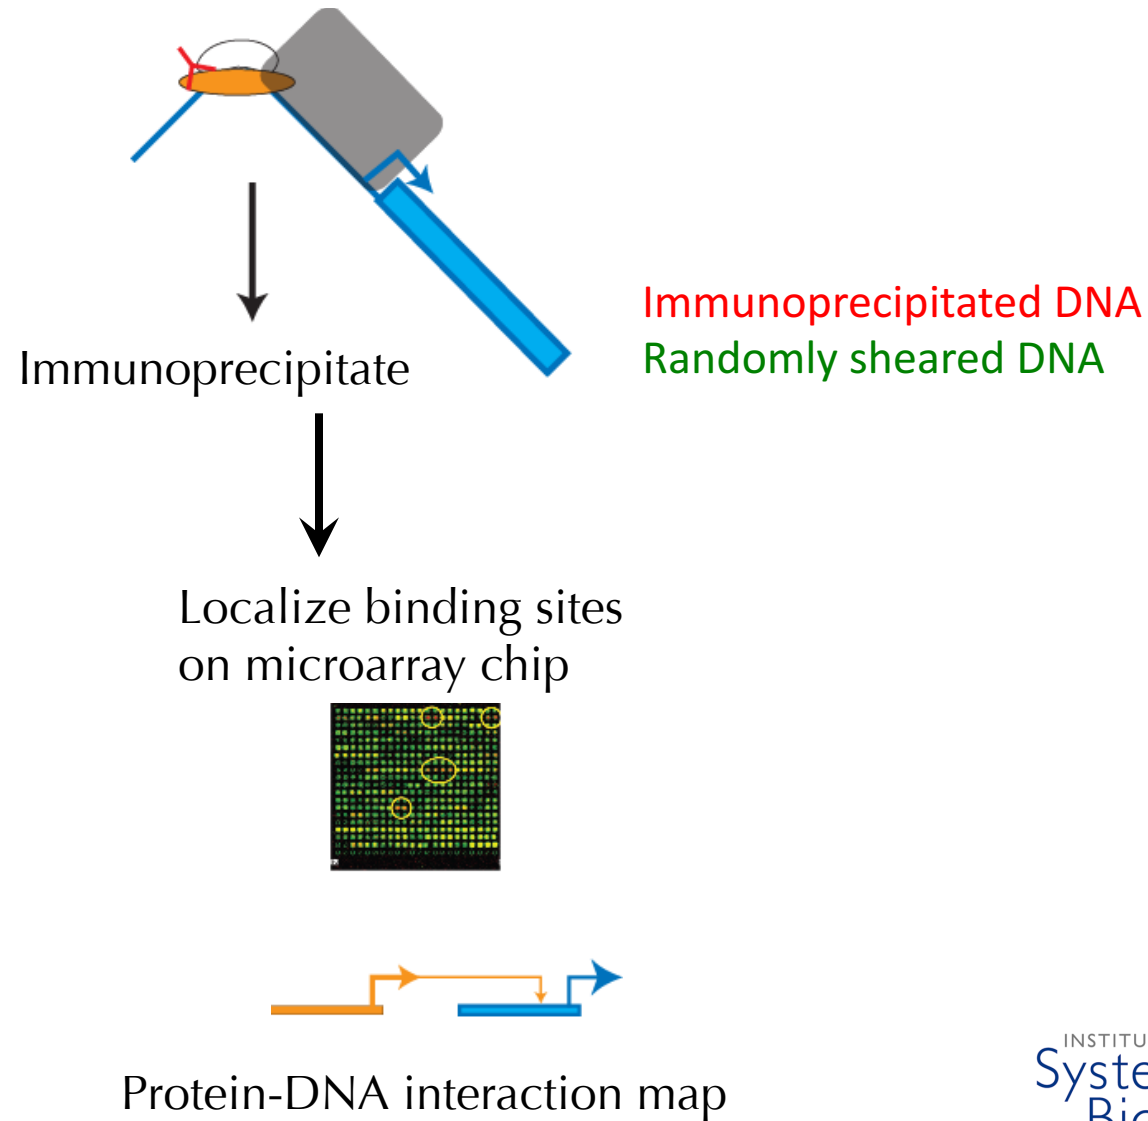 Immunoprecipitated DNA
Randomly sheared DNA
Immunoprecipitate
Localize binding sites
on microarray chip
Protein-DNA interaction map